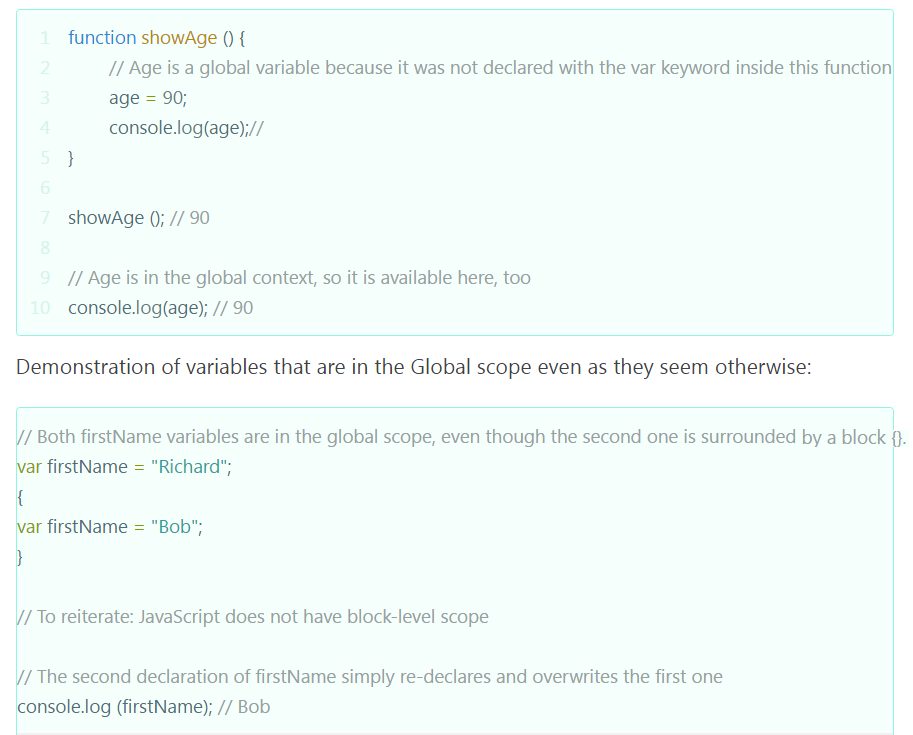 1 function showAge () {
2 // Age is a global variable because it was not declared with the var keyword inside this function
3 age = 90;
4 console.log(age);//
5 }
6
7 showAge (); // 90
8
9 // Age is in the global context, so it is available here, too
10 console.log(age); // 90
Demonstration of variables that are in the Global scope even as they seem otherwise:
// Both firstName variables are in the global scope, even though the second one is surrounded by a block {}.
var firstName = "Richard";
{
var firstName = "Bob";
}
// To reiterate: JavaScript does not have block-level scope
// The second declaration of firstName simply re-declares and overwrites the first one
console.log (firstName); // Bob